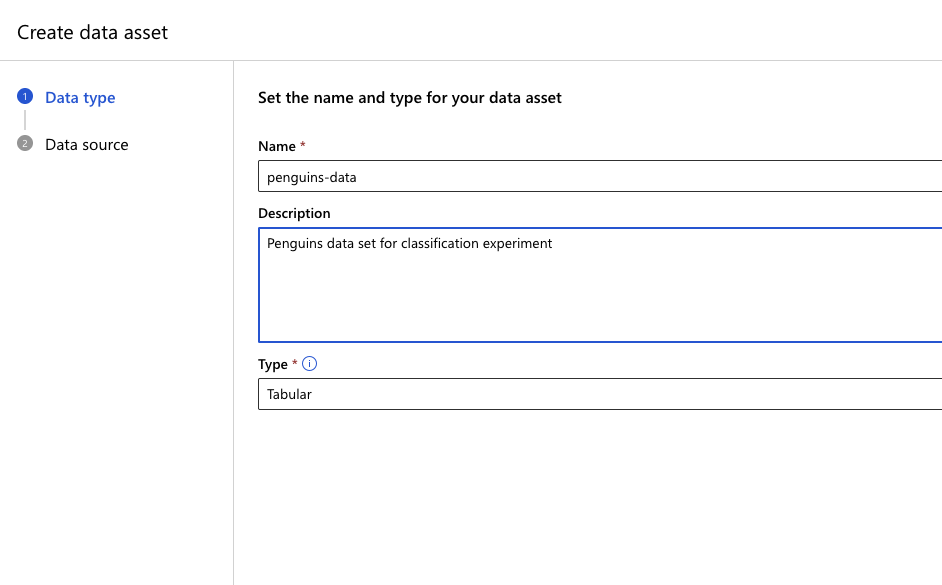 Create data asset
1 Data type
2 Data source
Set the name and type for your data asset
Name *
penguins-data
Description
Penguins data set for classification experiment
Type * i
Tabular